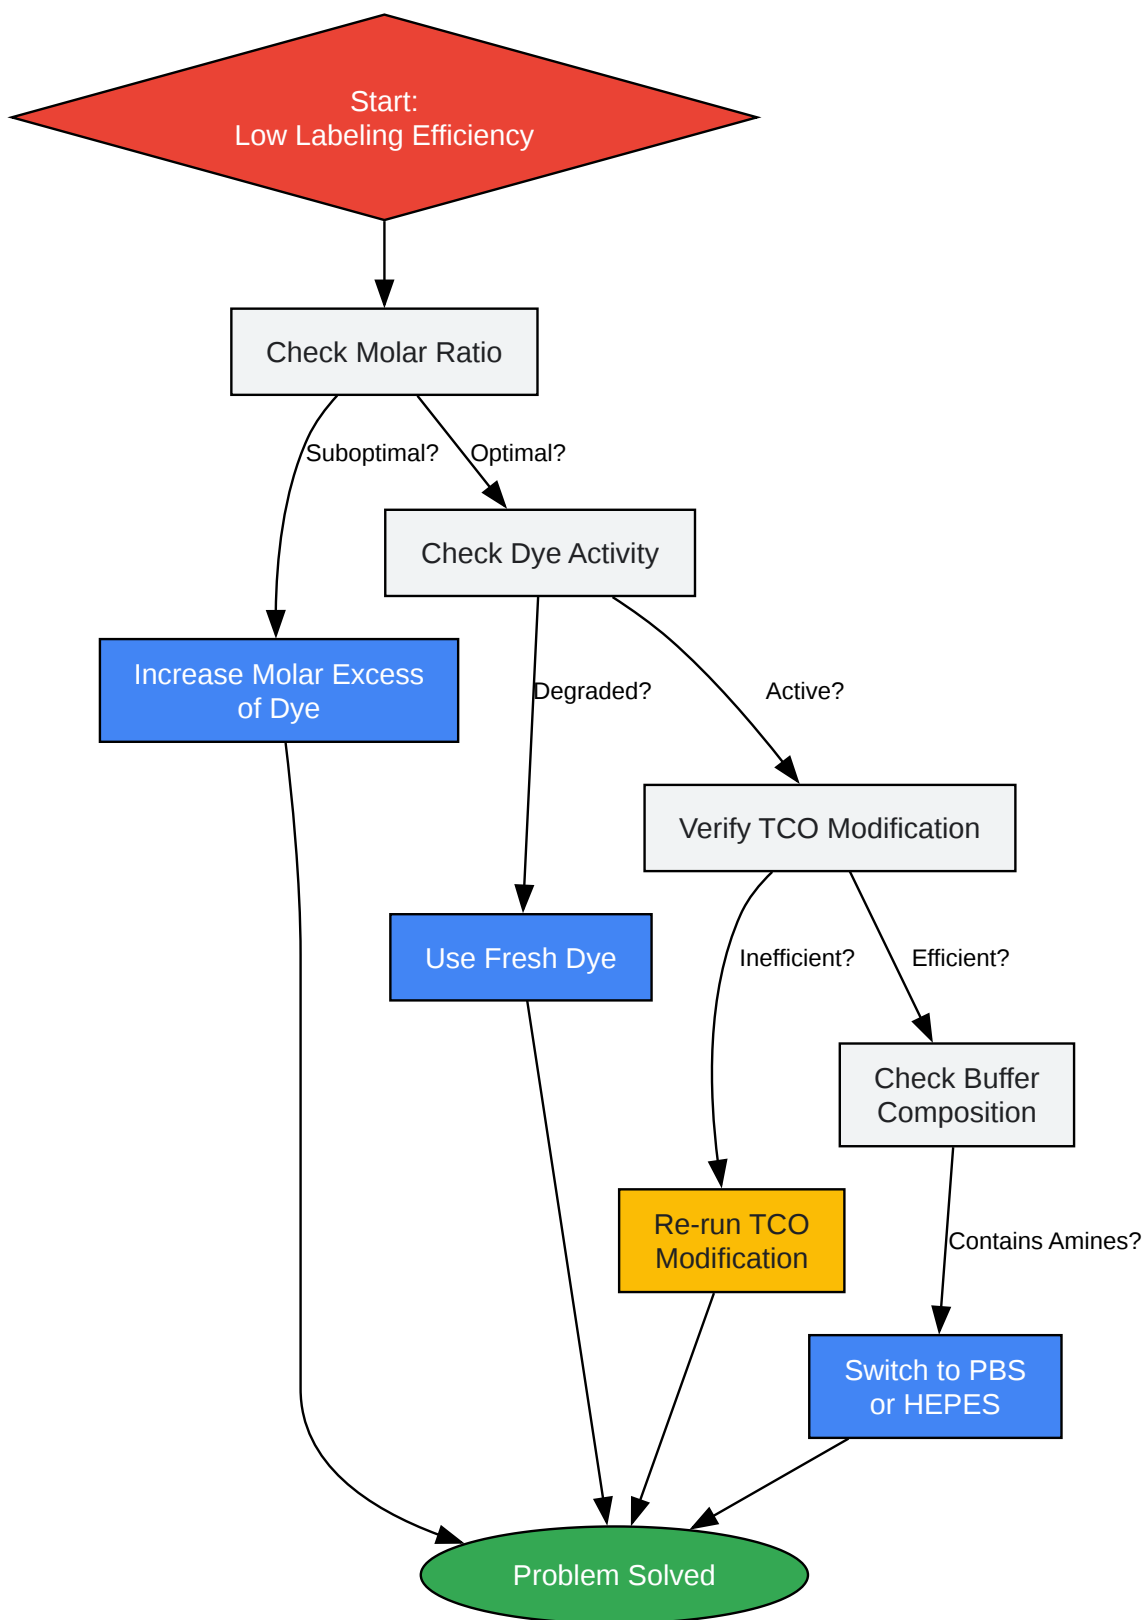 Start:
Low Labeling Efficiency
Check Molar Ratio
Suboptimal?
Optimal?
Check Dye Activity
Increase Molar Excess
of Dye
Degraded?
Active?
Verify TCO Modification
Use Fresh Dye
Inefficient?
Efficient?
Check Buffer
Composition
Re-run TCO
Modification
Contains Amines?
Switch to PBS
or HEPES
Problem Solved